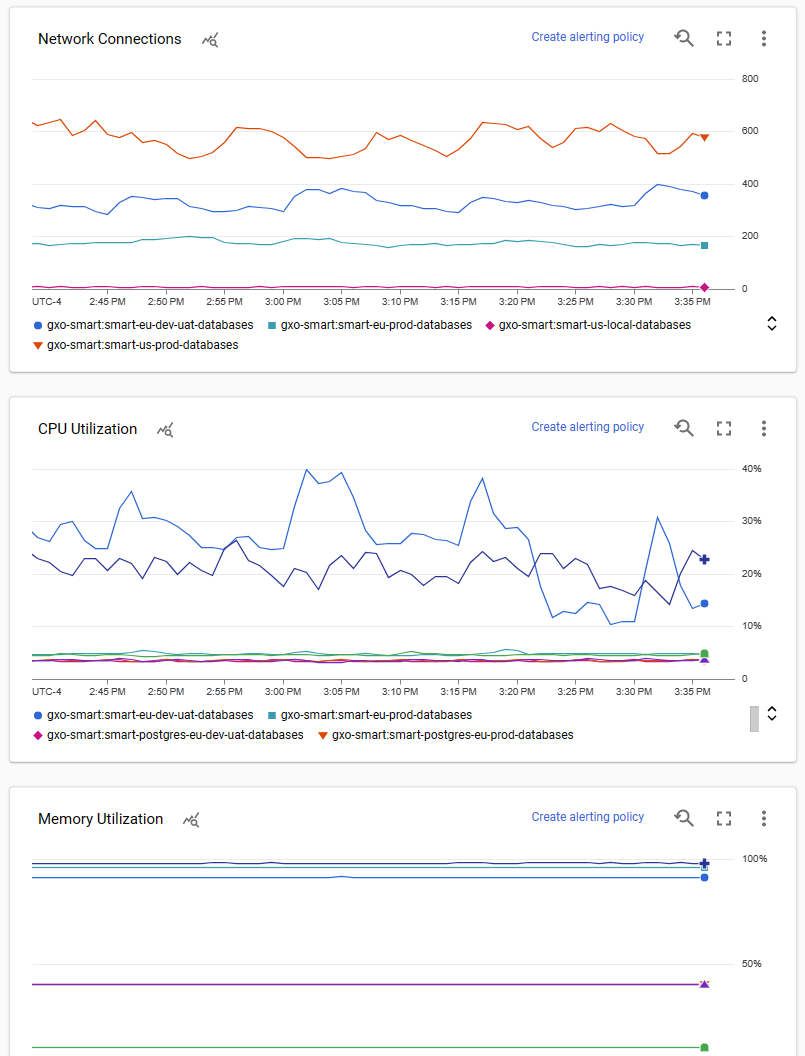 Network Connections
Create alerting policy
800
600
400
200
0
UTC-4 2:45 PM 2:50 PM 2:55 PM 3:00 PM 3:05 PM 3:10 PM 3:15 PM 3:20 PM 3:25 PM 3:30 PM 3:35 PM
gxo-smart:smart-eu-dev-uat-databases gxo-smart:smart-eu-prod-databases gxo-smart:smart-us-local-databases
gxo-smart:smart-us-prod-databases
CPU Utilization
Create alerting policy
40%
30%
20%
10%
0
UTC-4 2:45 PM 2:50 PM 2:55 PM 3:00 PM 3:05 PM 3:10 PM 3:15 PM 3:20 PM 3:25 PM 3:30 PM 3:35 PM
gxo-smart:smart-eu-dev-uat-databases gxo-smart:smart-eu-prod-databases
gxo-smart:smart-postgres-eu-dev-uat-databases gxo-smart:smart-postgres-eu-prod-databases
Memory Utilization
Create alerting policy
100%
50%